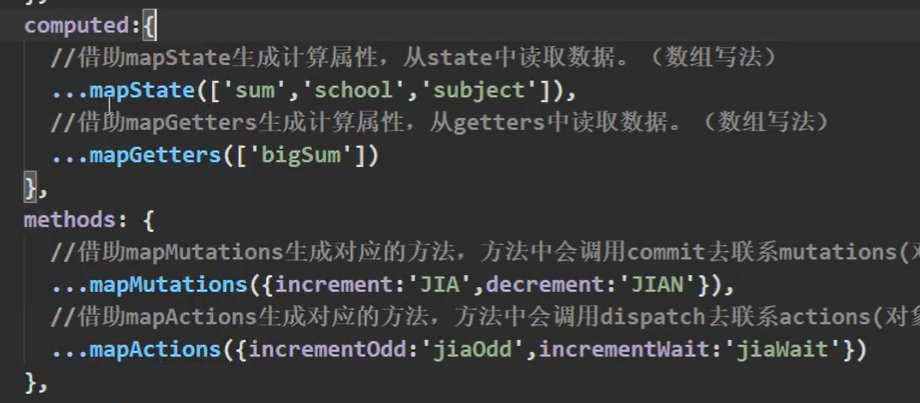 computed:{
//借助mapState生成计算属性，从state中读取数据。（数组写法）
...mapState(['sum','school','subject']),
//借助mapGetters生成计算属性，从getters中读取数据。（数组写法）
...mapGetters(['bigSum'])
},
methods: {
//借助mapMutations生成对应的方法，方法中会调用commit去联系mutations(对
...mapMutations({increment:'JIA',decrement:'JIAN'}),
//借助mapActions生成对应的方法，方法中会调用dispatch去联系actions(对象
...mapActions({incrementOdd:'jiaOdd',incrementWait:'jiaWait'})
},